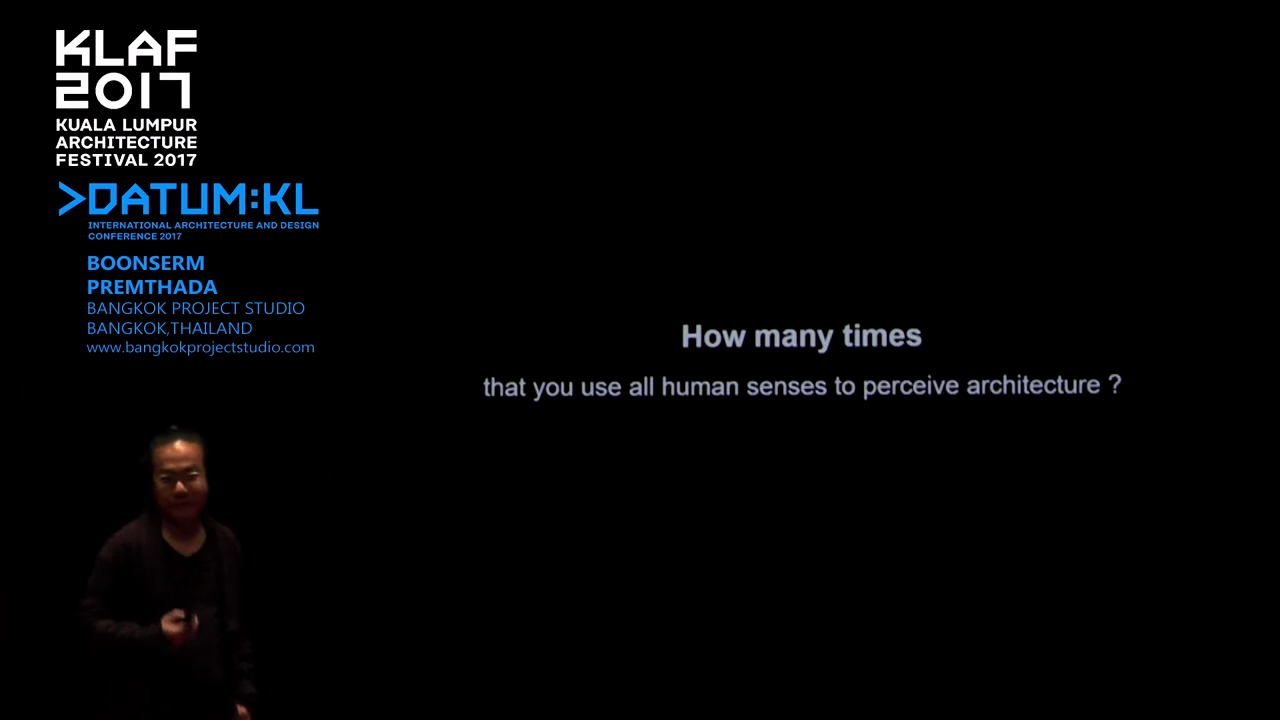 KLAF
2017
KUALA LUMPUR
ARCHITECTURE
FESTIVAL 2017
>DATUM:KL
INTERNATIONAL ARCHITECTURE AND DESIGN
CONFERENCE 2017
BOONSERM
PREMTHADA
BANGKOK PROJECT STUDIO
BANGKOK,THAILAND
www.bangkokprojectstudio.com
How many times
that you use all human senses to perceive architecture ?